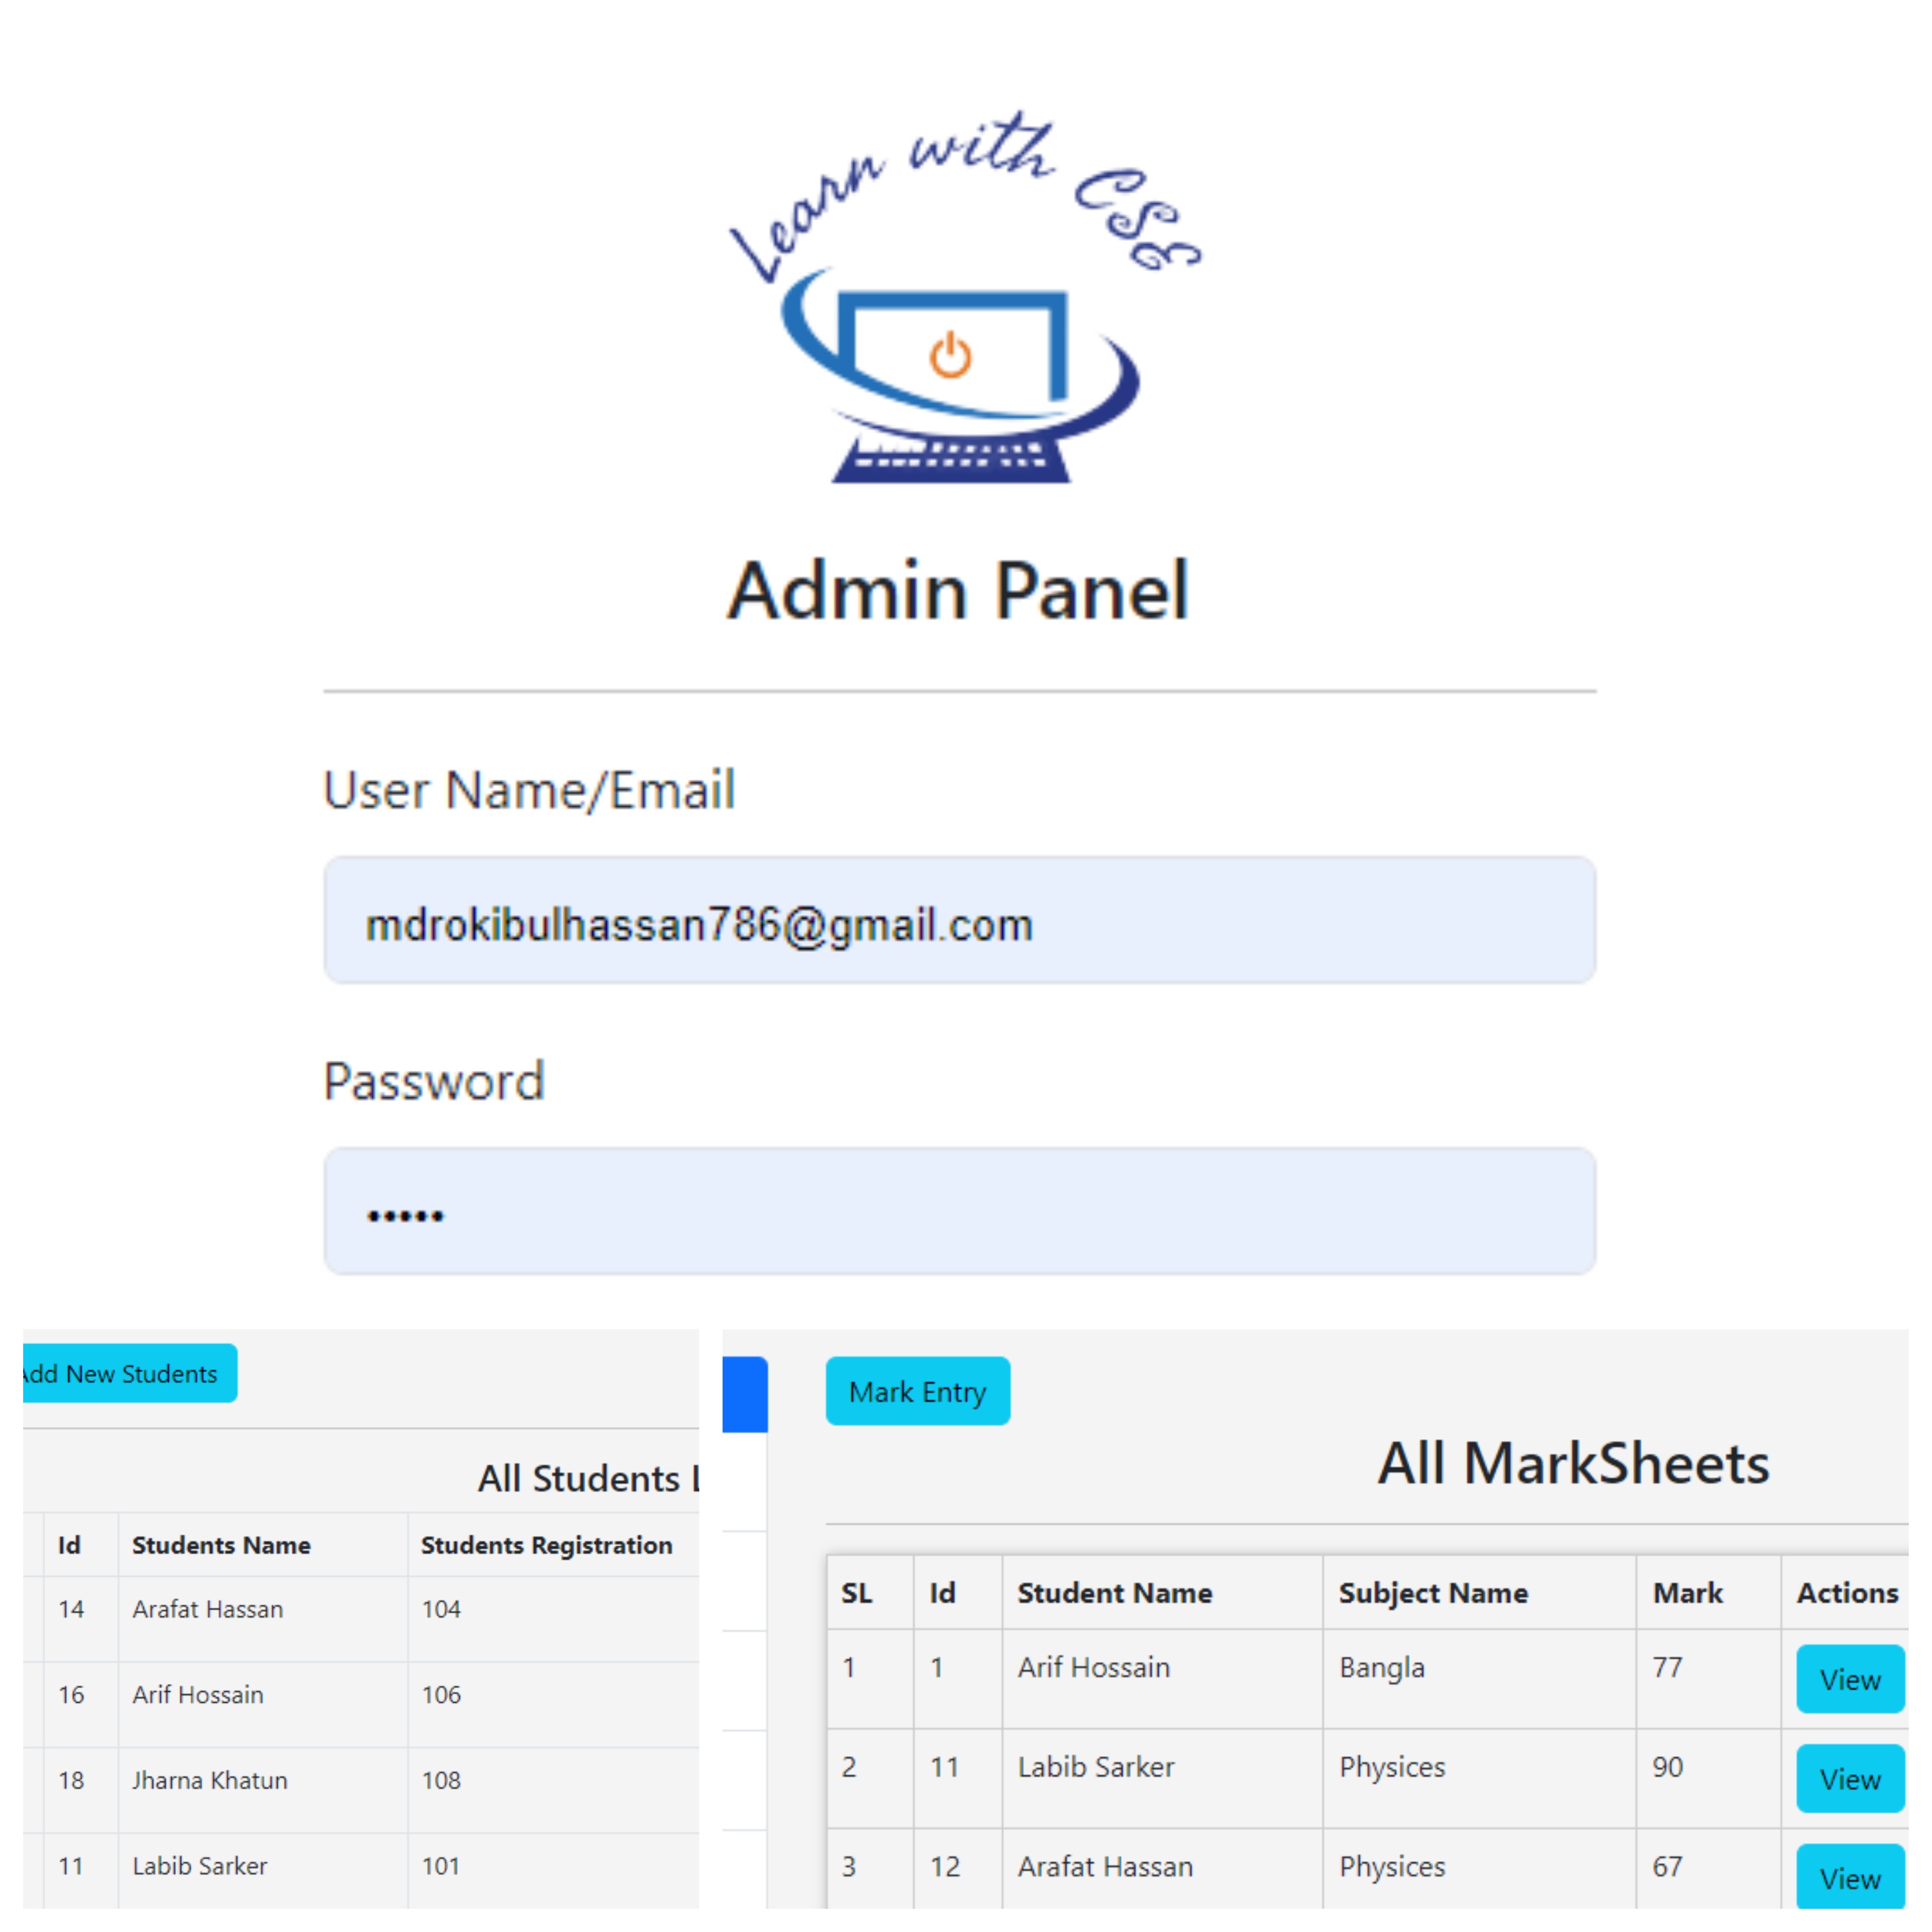 Learn with CSE
Admin Panel
User Name/Email
mdrokibulhassan786@gmail.com
Password
•••••
Add New Students
All Students
Id Students Name Students Registration
14 Arafat Hassan 104
16 Arif Hossain 106
18 Jharna Khatun 108
11 Labib Sarker 101
Mark Entry
All MarkSheets
SL Id Student Name Subject Name Mark Actions
1 1 Arif Hossain Bangla 77 View
2 11 Labib Sarker Physices 90 View
3 12 Arafat Hassan Physices 67 View